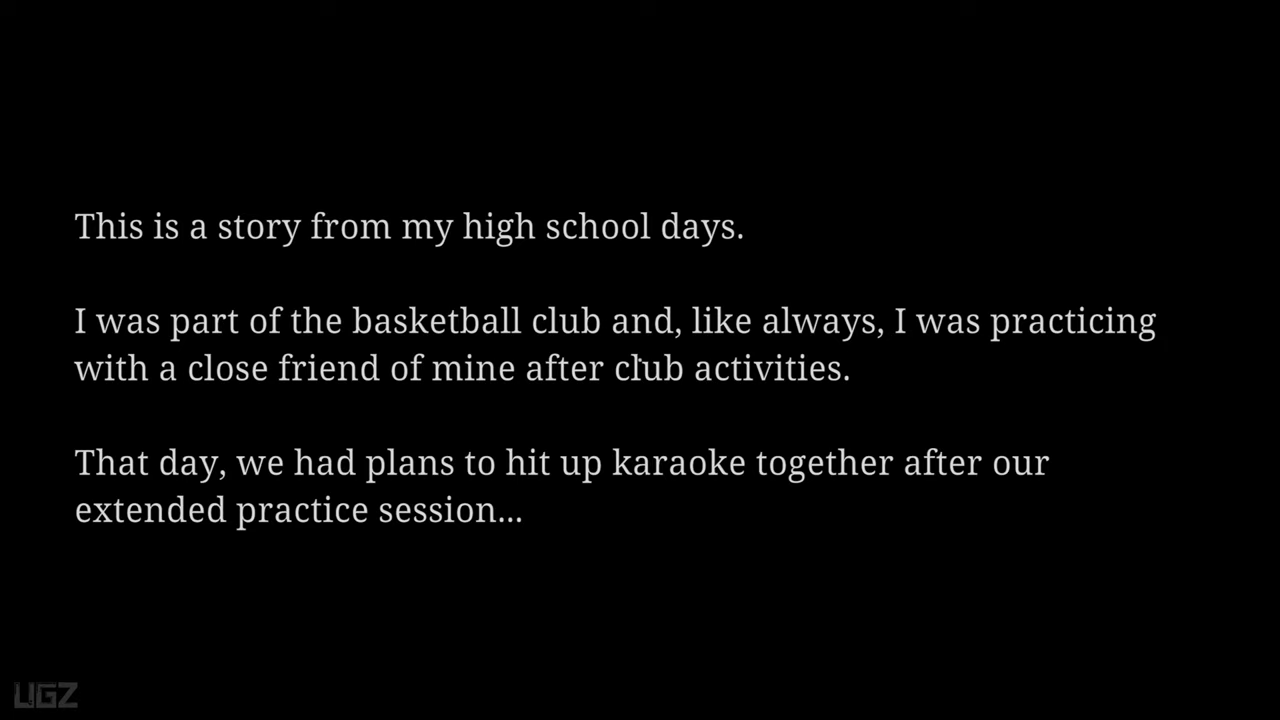 This is a story from my high school days.
I was part of the basketball club and, like always, I was practicing
with a close friend of mine after club activities.
That day, we had plans to hit up karaoke together after our
extended practice session...
UGZ